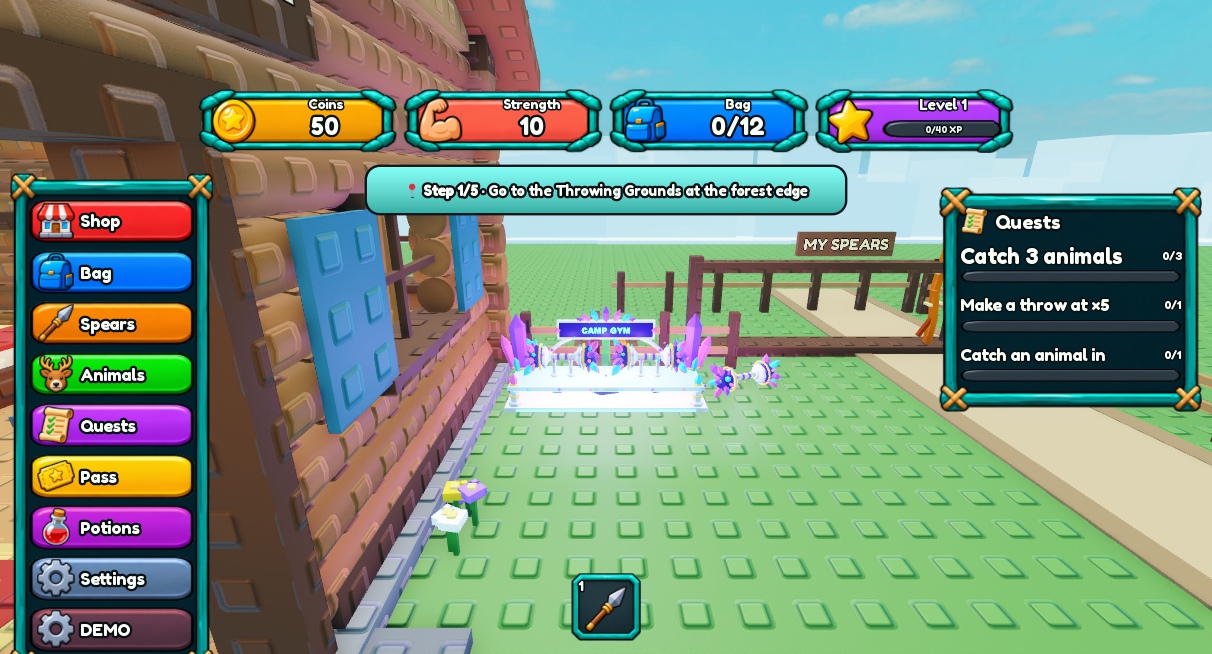 Coins
50
Strength
10
Bag
0/12
Level 1
0/40 XP
Step 1/5 · Go to the Throwing Grounds at the forest edge
Shop
Bag
Spears
Animals
Quests
Pass
Potions
Settings
DEMO
MY SPEARS
CAMP GYM
Quests
Catch 3 animals 0/3
Make a throw at x5 0/1
Catch an animal in 0/1
1